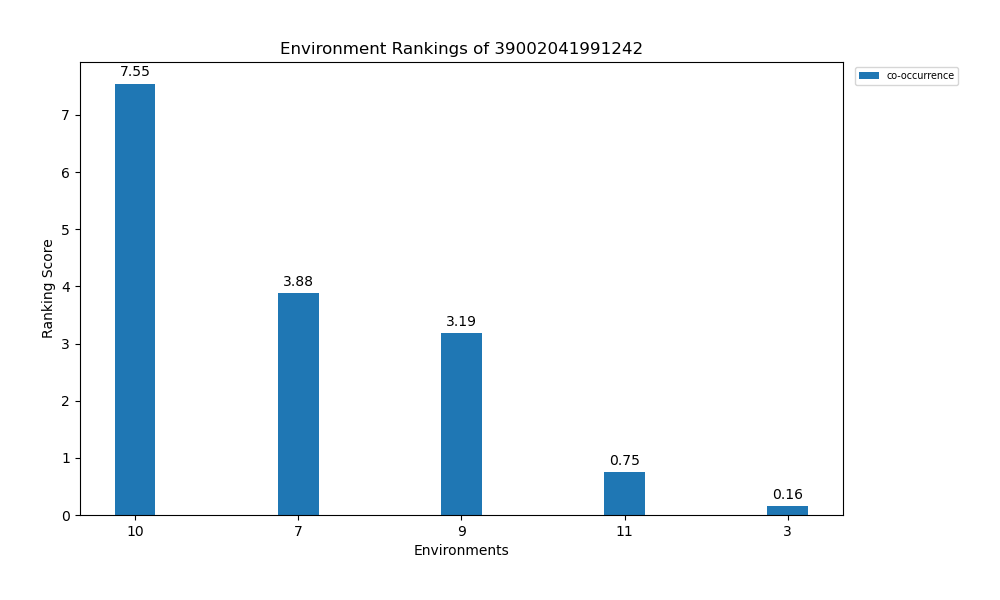 Environment Rankings of 39002041991242
co-occurrence
Ranking Score
7
6
5
4
3
2
1
0
7.55
3.88
3.19
0.75
0.16
10 7 9 11 3
Environments